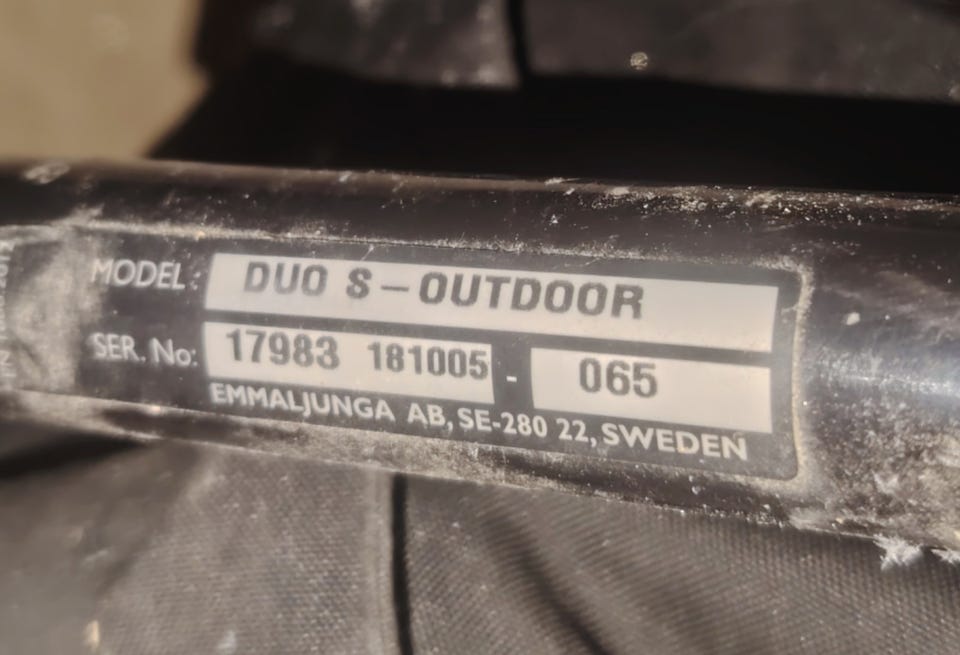 MODEL: DUO S-OUTDOOR
SER. No: 17983 181005 - 065
EMMALJUNGA AB, SE-280 22, SWEDEN